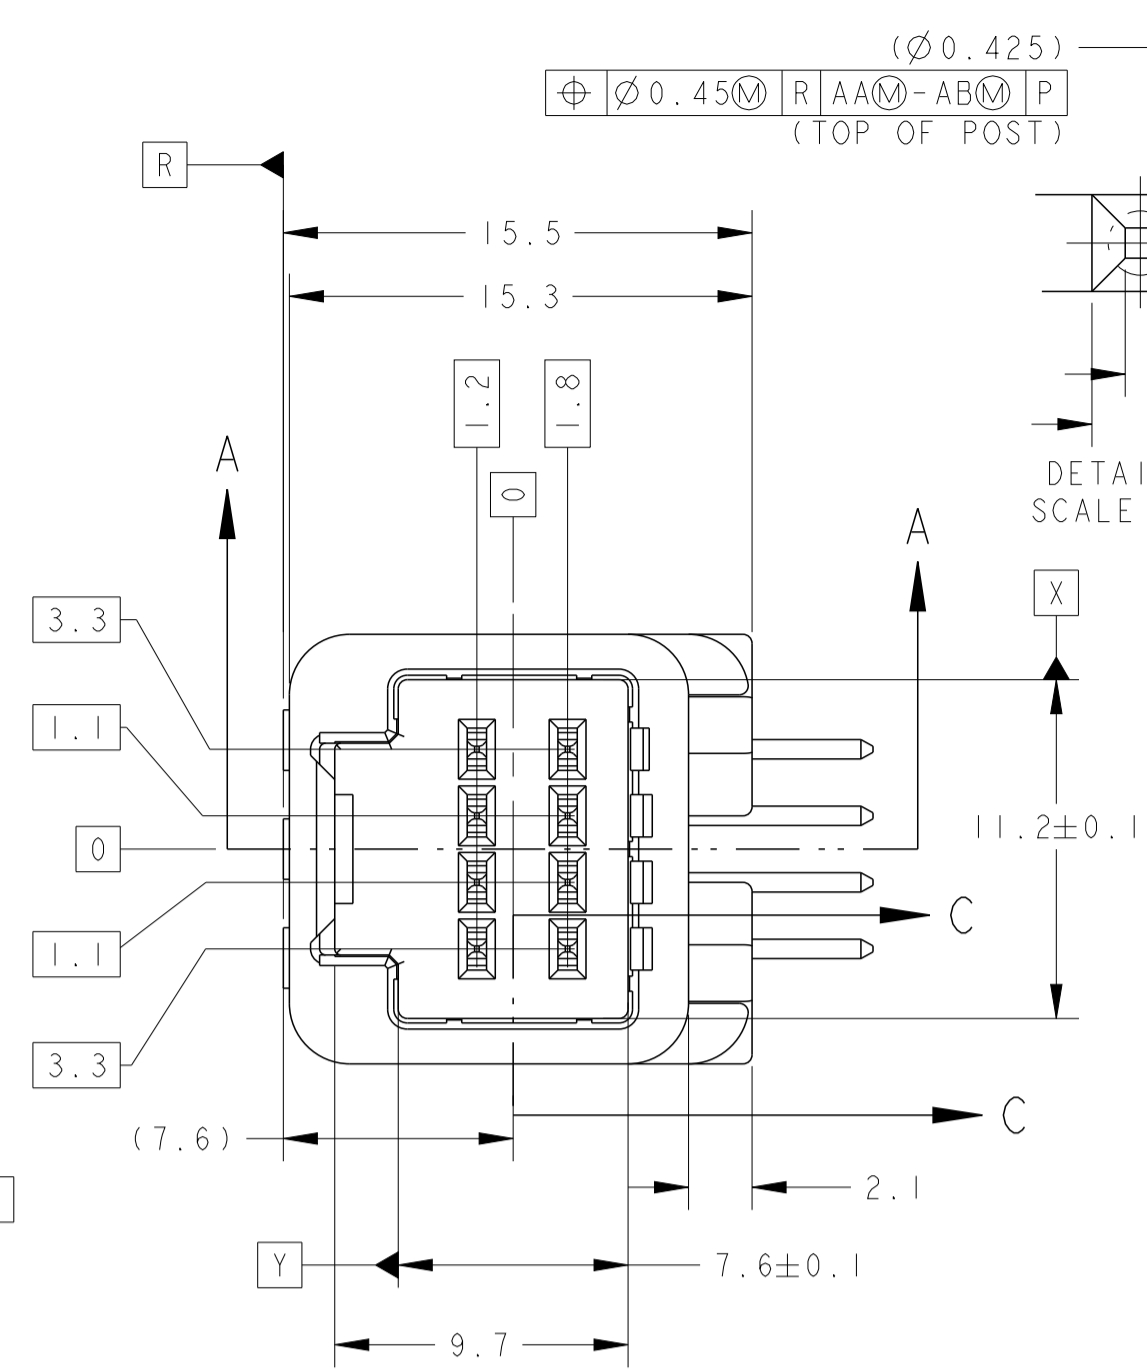 (Ø0.425)
⌖ Ø0.45Ⓜ R AAⓂ-ABⓂ P
(TOP OF POST)
R
15.5
15.3
1.2
1.8
0
A
A
DETAI
SCALE
X
3.3
1.1
0
11.2±0.1
1.1
C
3.3
C
(7.6)
2.1
Y
7.6±0.1
9.7